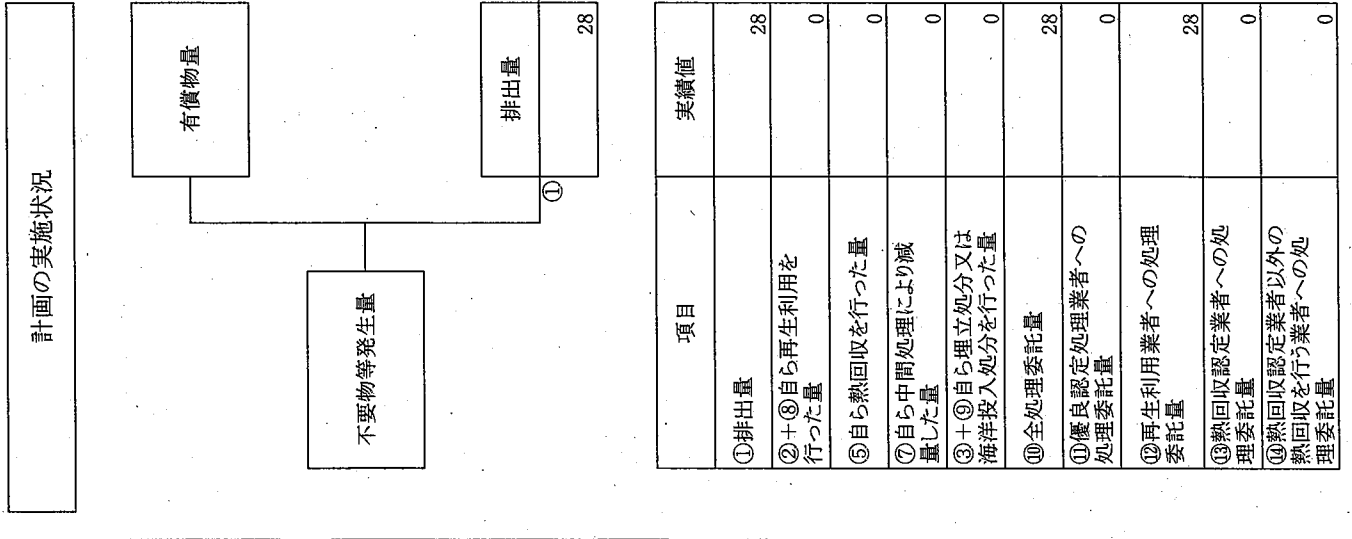 計画の実施状況
有償物量
不要物等発生量
排出量
①
28
項目
実績値
①排出量
28
②+⑧自ら再生利用を
行った量
0
⑤自ら熱回収を行った量
0
⑦自ら中間処理により減
量した量
0
③+⑨自ら埋立処分又は
海洋投入処分を行った量
0
⑩全処理委託量
28
⑪優良認定処理業者への
処理委託量
0
⑫再生利用業者への処理
委託量
28
⑬熱回収認定業者への処
理委託量
0
⑭熱回収認定業者以外の
熱回収を行う業者への処
理委託量
0